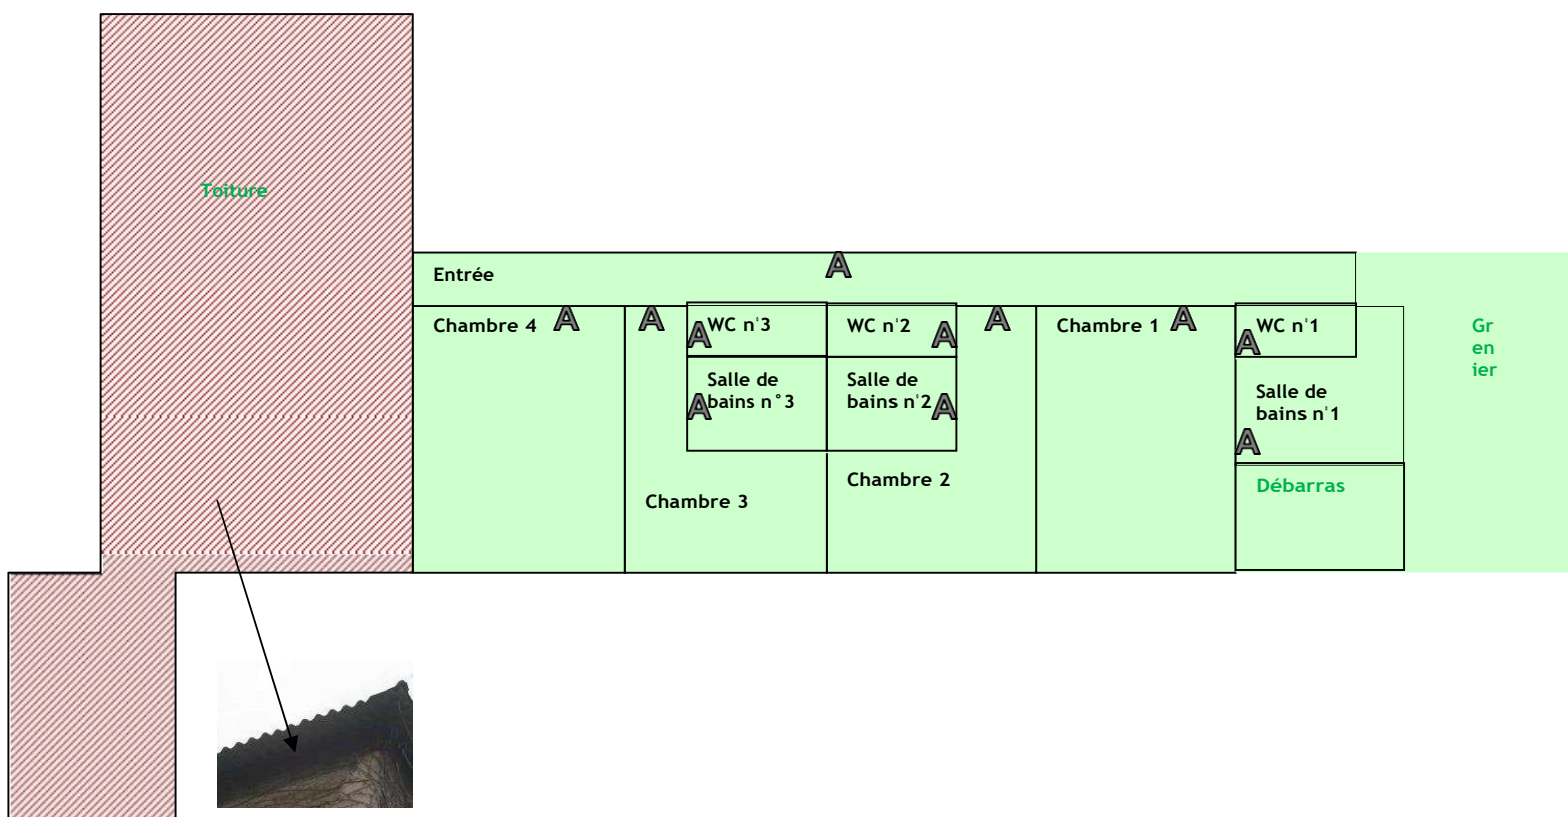 Toiture
Entrée
A
Chambre 4 A
A
WC n°3
A
WC n°2
A
A
Chambre 1 A
WC n°1
A
Gr
en
ier
Salle de
bains n°3
A
Salle de
bains n°2
A
Salle de
bains n°1
A
Chambre 3
Chambre 2
Débarras